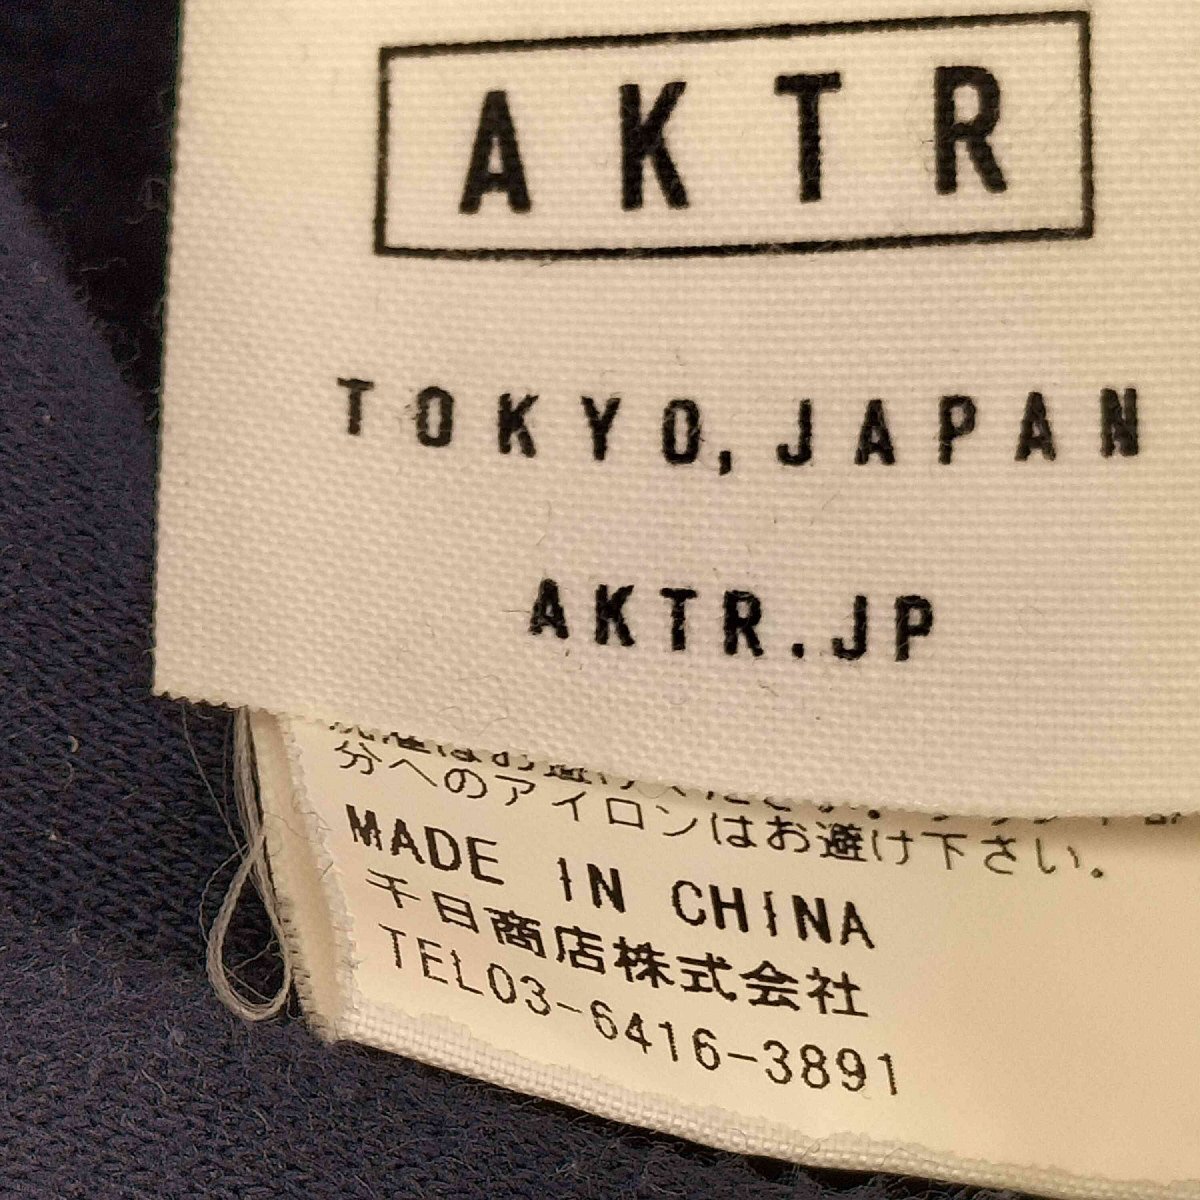 AKTR
TOKYO, JAPAN
AKTR.JP
分へのアイロンはお避け下さい。
MADE IN CHINA
千日商店株式会社
TEL03-6416-3891